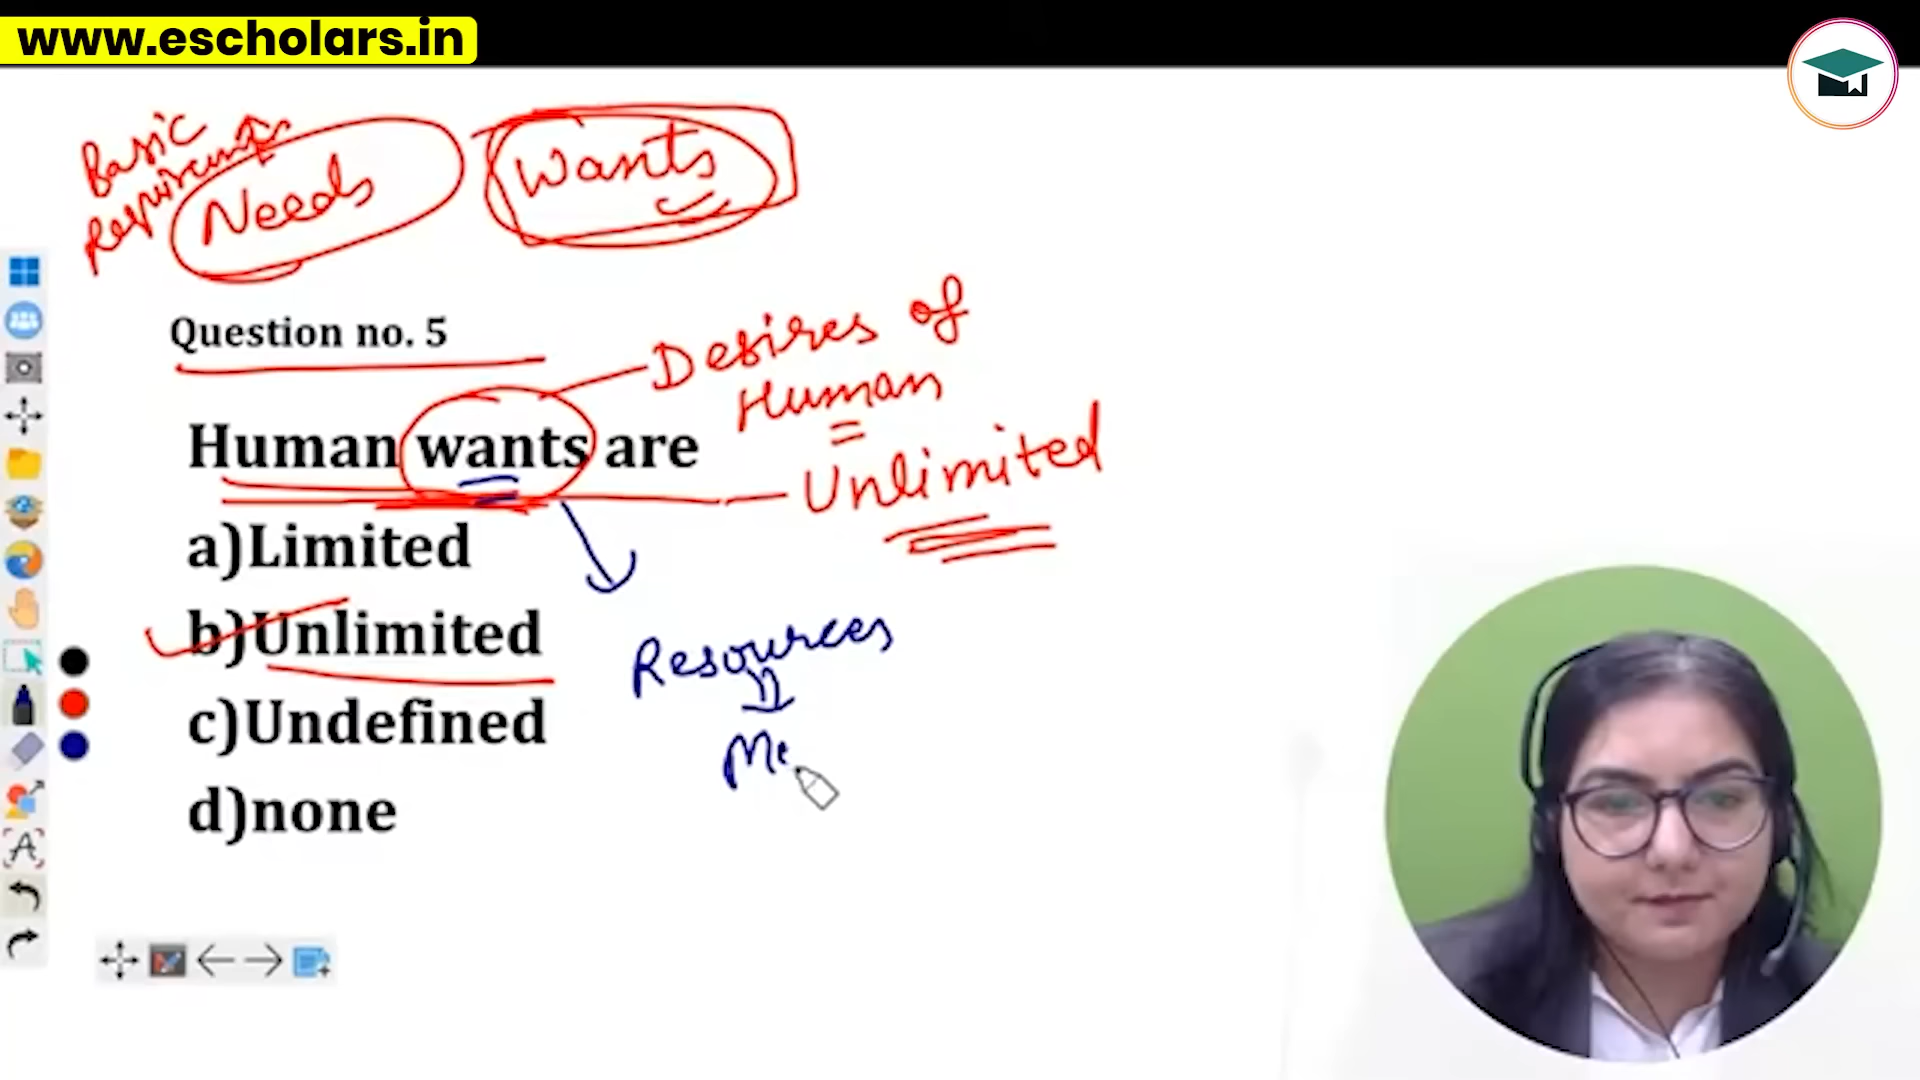 www.escholars.in
Basic
Needs
Wants
Question no. 5
Desires of
Human
Human wants are
Unlimited
a)Limited
b)Unlimited
Resources
c)Undefined
Me
d)none